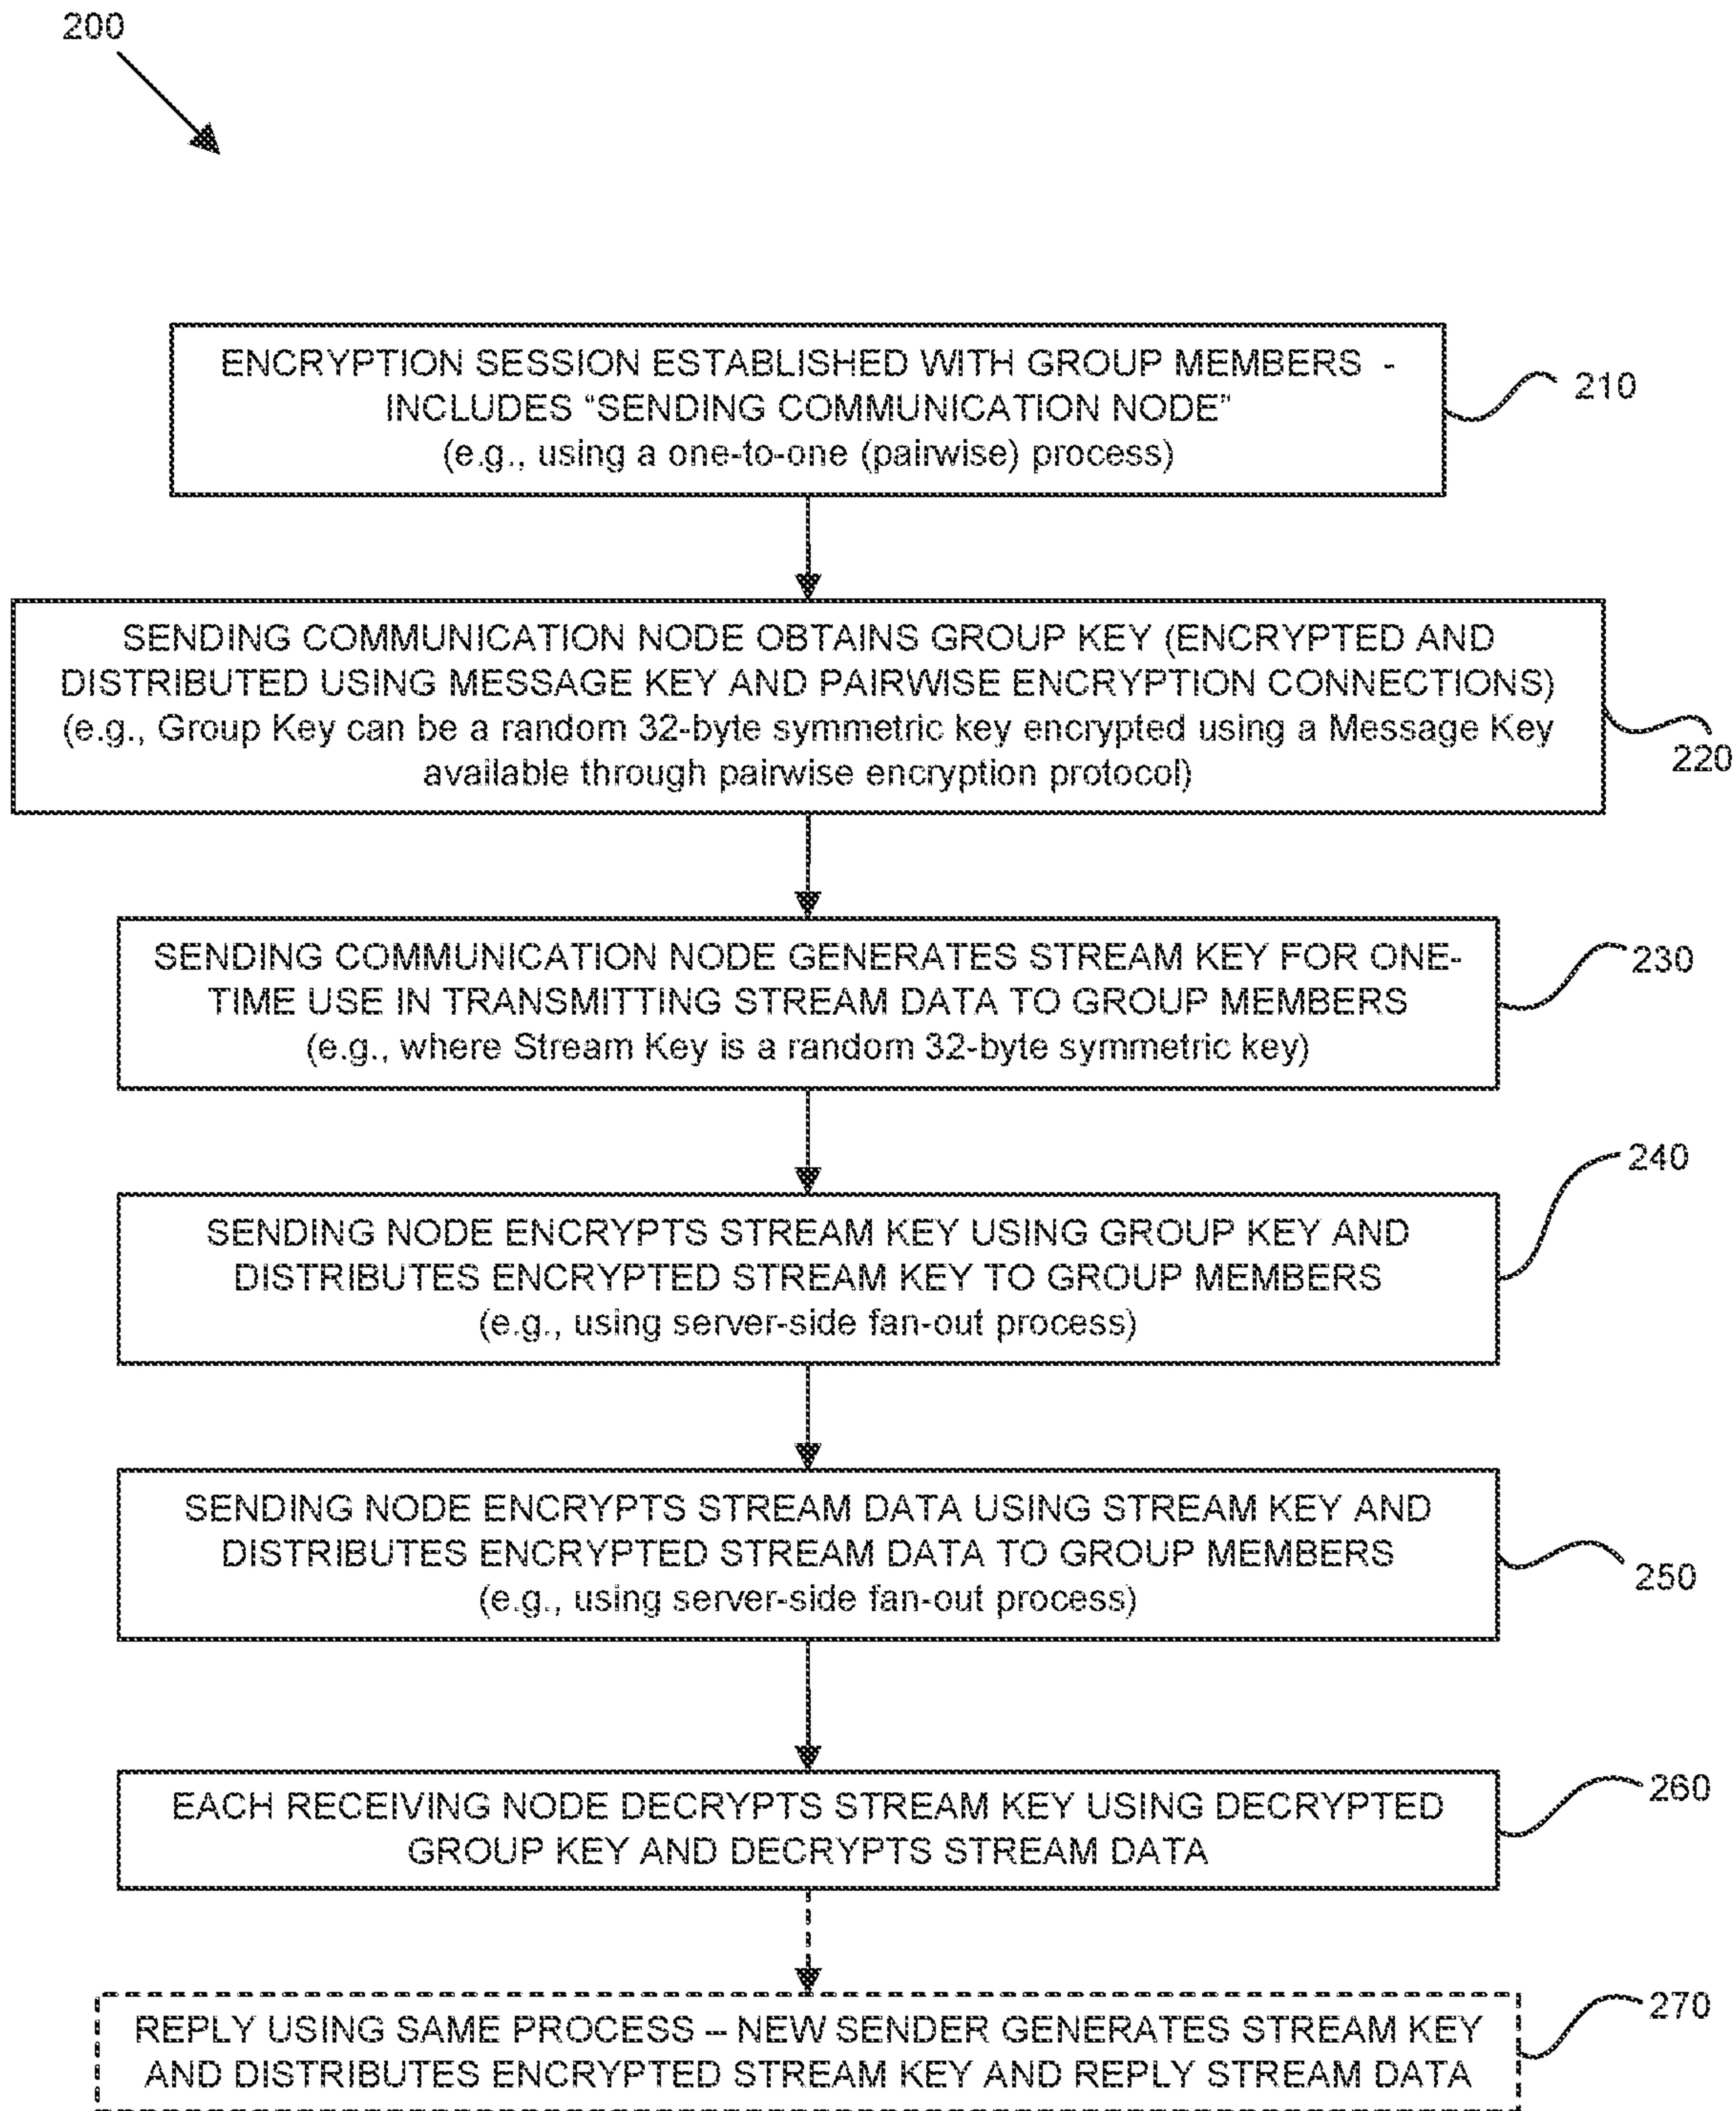 200
ENCRYPTION SESSION ESTABLISHED WITH GROUP MEMBERS -
INCLUDES “SENDING COMMUNICATION NODE”
(e.g., using a one-to-one (pairwise) process)
210
SENDING COMMUNICATION NODE OBTAINS GROUP KEY (ENCRYPTED AND
DISTRIBUTED USING MESSAGE KEY AND PAIRWISE ENCRYPTION CONNECTIONS)
(e.g., Group Key can be a random 32-byte symmetric key encrypted using a Message Key
available through pairwise encryption protocol)
220
SENDING COMMUNICATION NODE GENERATES STREAM KEY FOR ONE-
TIME USE IN TRANSMITTING STREAM DATA TO GROUP MEMBERS
(e.g., where Stream Key is a random 32-byte symmetric key)
230
SENDING NODE ENCRYPTS STREAM KEY USING GROUP KEY AND
DISTRIBUTES ENCRYPTED STREAM KEY TO GROUP MEMBERS
(e.g., using server-side fan-out process)
240
SENDING NODE ENCRYPTS STREAM DATA USING STREAM KEY AND
DISTRIBUTES ENCRYPTED STREAM DATA TO GROUP MEMBERS
(e.g., using server-side fan-out process)
250
EACH RECEIVING NODE DECRYPTS STREAM KEY USING DECRYPTED
GROUP KEY AND DECRYPTS STREAM DATA
260
REPLY USING SAME PROCESS – NEW SENDER GENERATES STREAM KEY
AND DISTRIBUTES ENCRYPTED STREAM KEY AND REPLY STREAM DATA
270